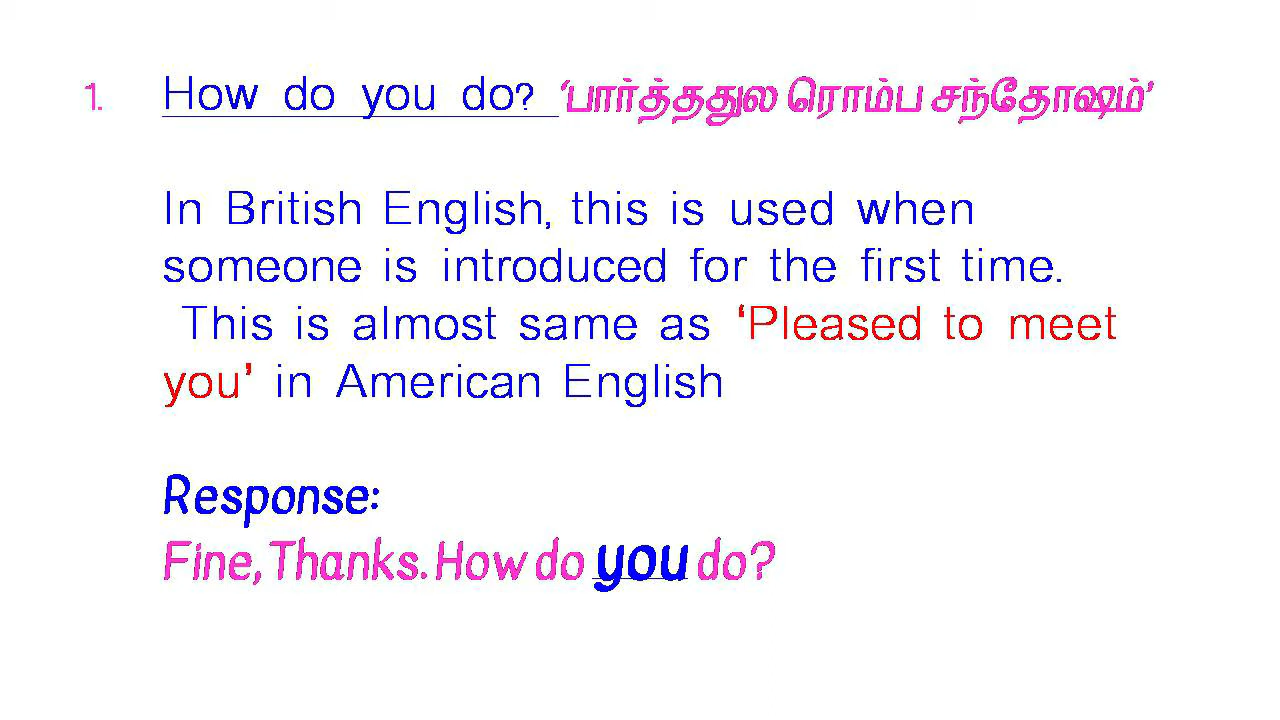 1. How do you do? ‘பார்த்ததுல ரொம்ப சந்தோஷம்’
In British English, this is used when
someone is introduced for the first time.
This is almost same as ‘Pleased to meet
you’ in American English
Response:
Fine, Thanks. How do you do?